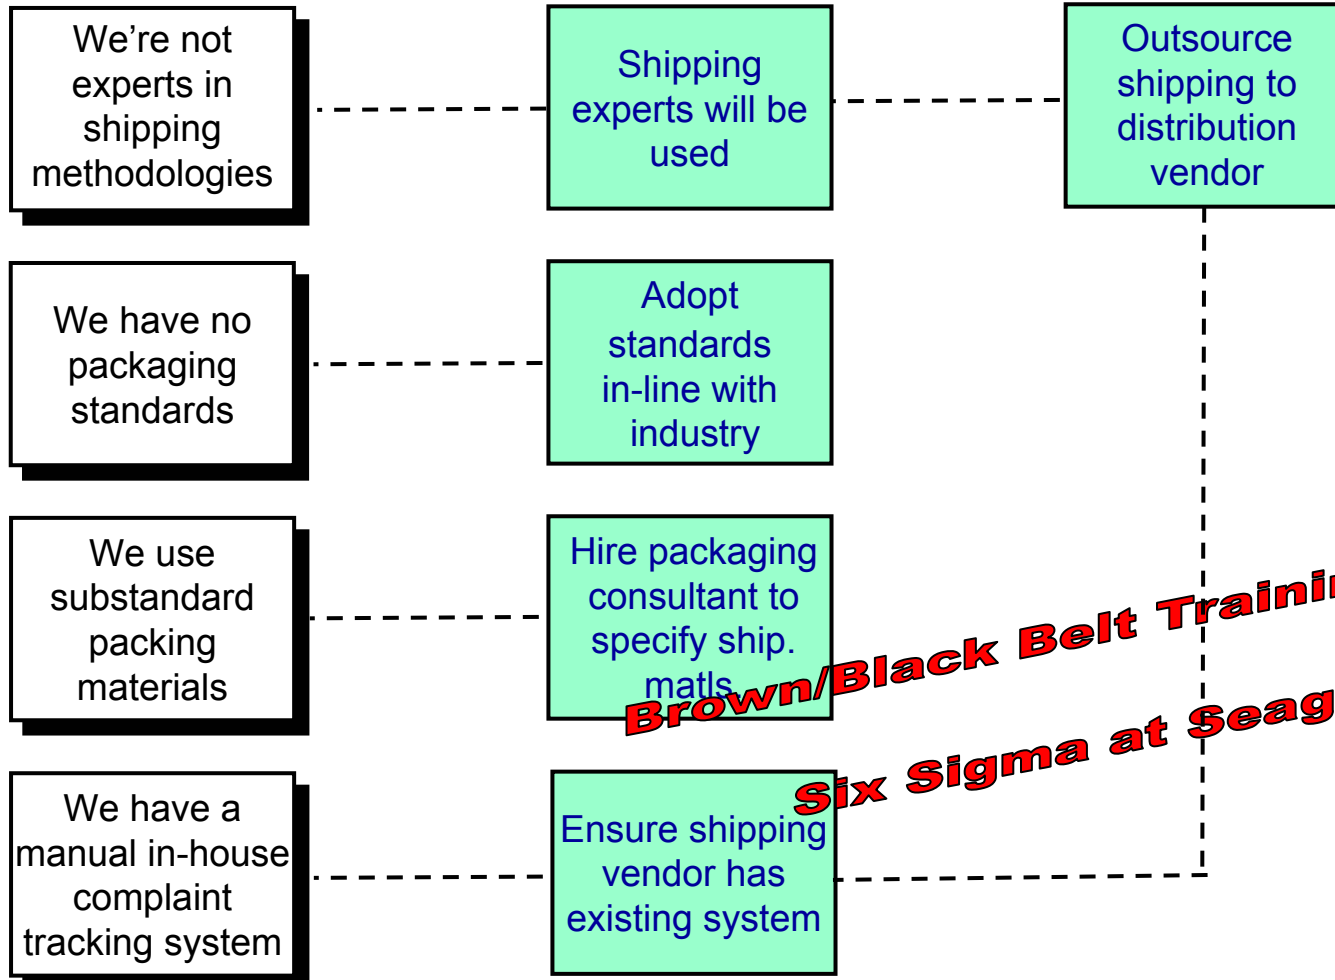 We’re not
experts in
shipping
methodologies
Shipping
experts will be
used
Outsource
shipping to
distribution
vendor
We have no
packaging
standards
Adopt
standards
in-line with
industry
We use
substandard
packing
materials
Hire packaging
consultant to
specify ship.
matls.
Brown/Black Belt
Six Sigma at
We have a
manual in-house
complaint
tracking system
Ensure shipping
vendor has
existing system